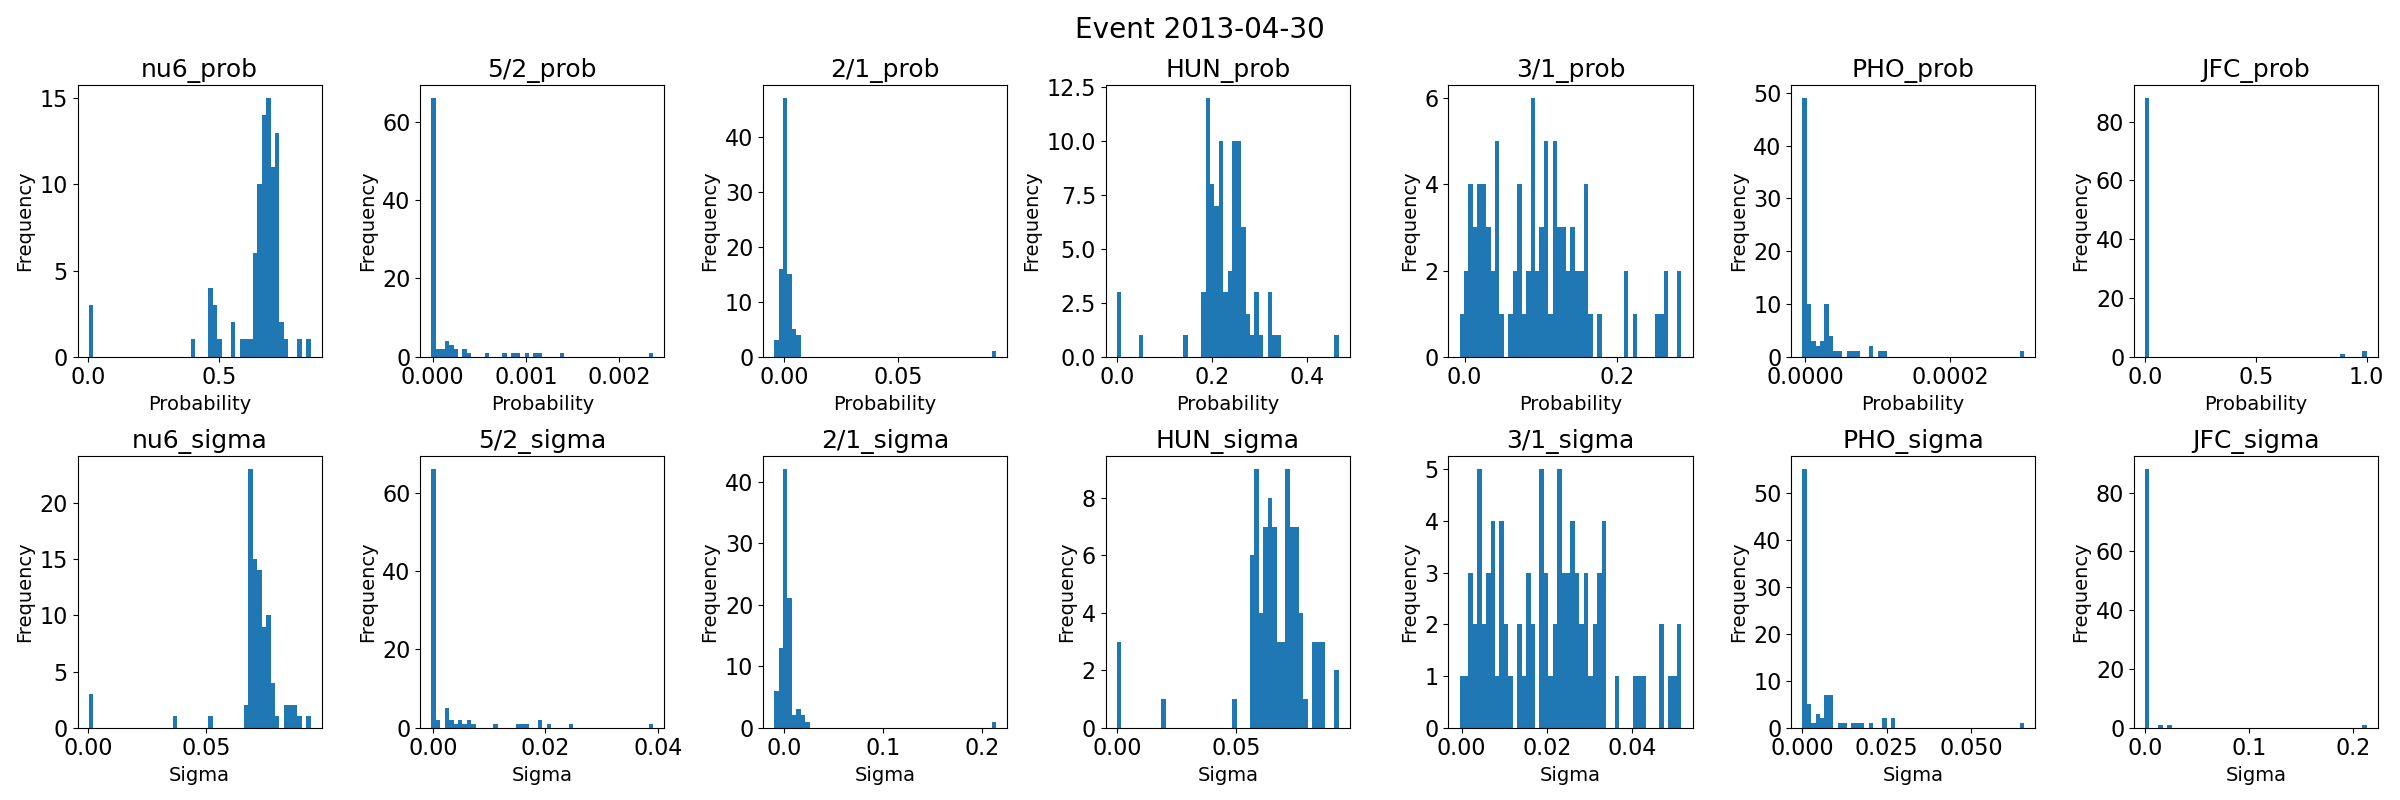 Event 2013-04-30
nu6_prob 5/2_prob 2/1_prob HUN_prob 3/1_prob PHO_prob JFC_prob
Frequency 15 10 5 0 0.0 0.5 Probability
Frequency 60 40 20 0 0.000 0.001 0.002 Probability
Frequency 40 30 20 10 0 0.00 0.05 Probability
Frequency 12.5 10.0 7.5 5.0 2.5 0.0 0.0 0.2 0.4 Probability
Frequency 6 4 2 0 0.0 0.2 Probability
Frequency 50 40 30 20 10 0 0.0000 0.0002 Probability
Frequency 80 60 40 20 0 0.0 0.5 1.0 Probability
nu6_sigma 5/2_sigma 2/1_sigma HUN_sigma 3/1_sigma PHO_sigma JFC_sigma
Frequency 20 15 10 5 0 0.00 0.05 Sigma
Frequency 60 40 20 0 0.00 0.02 0.04 Sigma
Frequency 40 30 20 10 0 0.0 0.1 0.2 Sigma
Frequency 8 6 4 2 0 0.00 0.05 Sigma
Frequency 5 4 3 2 1 0 0.00 0.02 0.04 Sigma
Frequency 50 40 30 20 10 0 0.000 0.025 0.050 Sigma
Frequency 80 60 40 20 0 0.0 0.1 0.2 Sigma